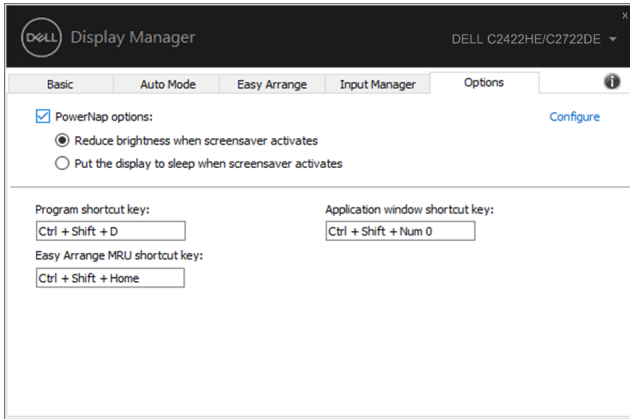 x
DELL Display Manager
DELL C2422HE/C2722DE
Basic Auto Mode Easy Arrange Input Manager Options
PowerNap options: Configure
Reduce brightness when screensaver activates
Put the display to sleep when screensaver activates
Program shortcut key: Application window shortcut key:
Ctrl + Shift + D Ctrl + Shift + Num 0
Easy Arrange MRU shortcut key:
Ctrl + Shift + Home